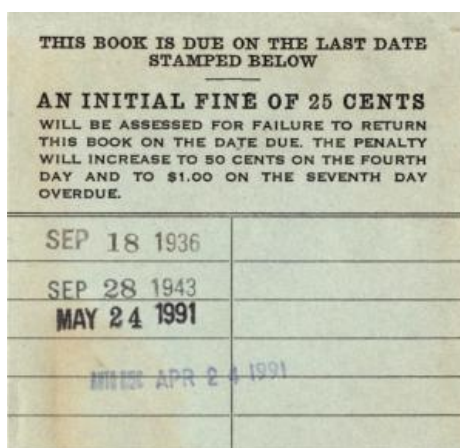 THIS BOOK IS DUE ON THE LAST DATE
STAMPED BELOW
AN INITIAL FINE OF 25 CENTS
WILL BE ASSESSED FOR FAILURE TO RETURN
THIS BOOK ON THE DATE DUE. THE PENALTY
WILL INCREASE TO 50 CENTS ON THE FOURTH
DAY AND TO $1.00 ON THE SEVENTH DAY
OVERDUE.
SEP 18 1936
SEP 28 1943
MAY 24 1991
APR 24 1991